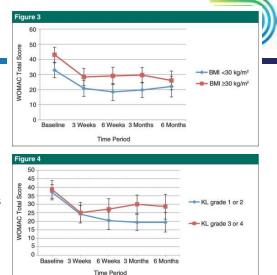 Figure 3
WOMAC Total Score
60
50
40
30
20
10
0
Baseline 3 Weeks 6 Weeks 3 Months 6 Months
Time Period
BMI <30 kg/m²
BMI ≥30 kg/m²
Figure 4
WOMAC Total Score
50
45
40
35
30
25
20
15
10
5
0
Baseline 3 Weeks 6 Weeks 3 Months 6 Months
Time Period
KL grade 1 or 2
KL grade 3 or 4